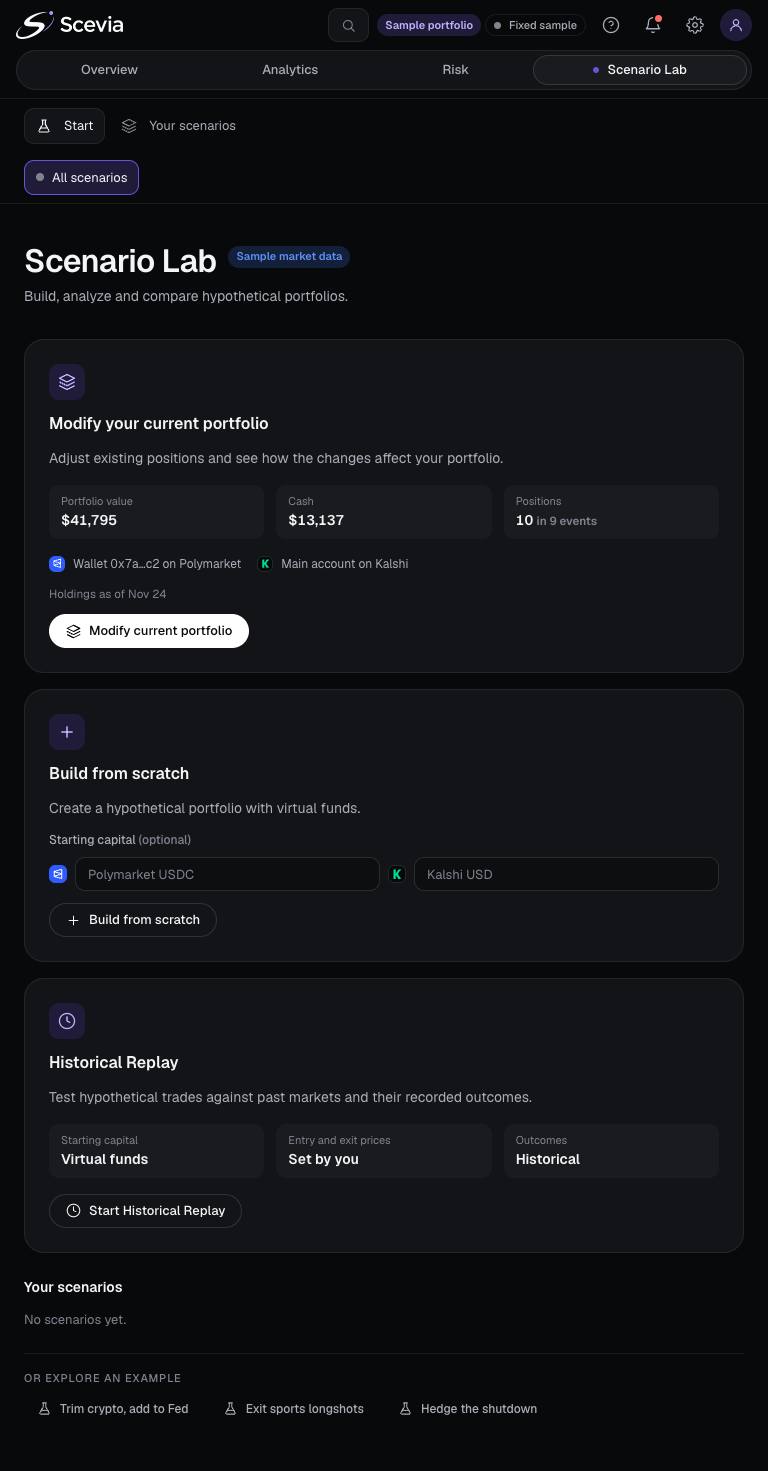 Scevia
Sample portfolio
Fixed sample
Overview
Analytics
Risk
Scenario Lab
Start
Your scenarios
All scenarios
Scenario Lab
Sample market data
Build, analyze and compare hypothetical portfolios.
Modify your current portfolio
Adjust existing positions and see how the changes affect your portfolio.
Portfolio value
$41,795
Cash
$13,137
Positions
10 in 9 events
Wallet 0x7a…c2 on Polymarket
K Main account on Kalshi
Holdings as of Nov 24
Modify current portfolio
Build from scratch
Create a hypothetical portfolio with virtual funds.
Starting capital (optional)
Polymarket USDC
K Kalshi USD
Build from scratch
Historical Replay
Test hypothetical trades against past markets and their recorded outcomes.
Starting capital
Virtual funds
Entry and exit prices
Set by you
Outcomes
Historical
Start Historical Replay
Your scenarios
No scenarios yet.
OR EXPLORE AN EXAMPLE
Trim crypto, add to Fed
Exit sports longshots
Hedge the shutdown